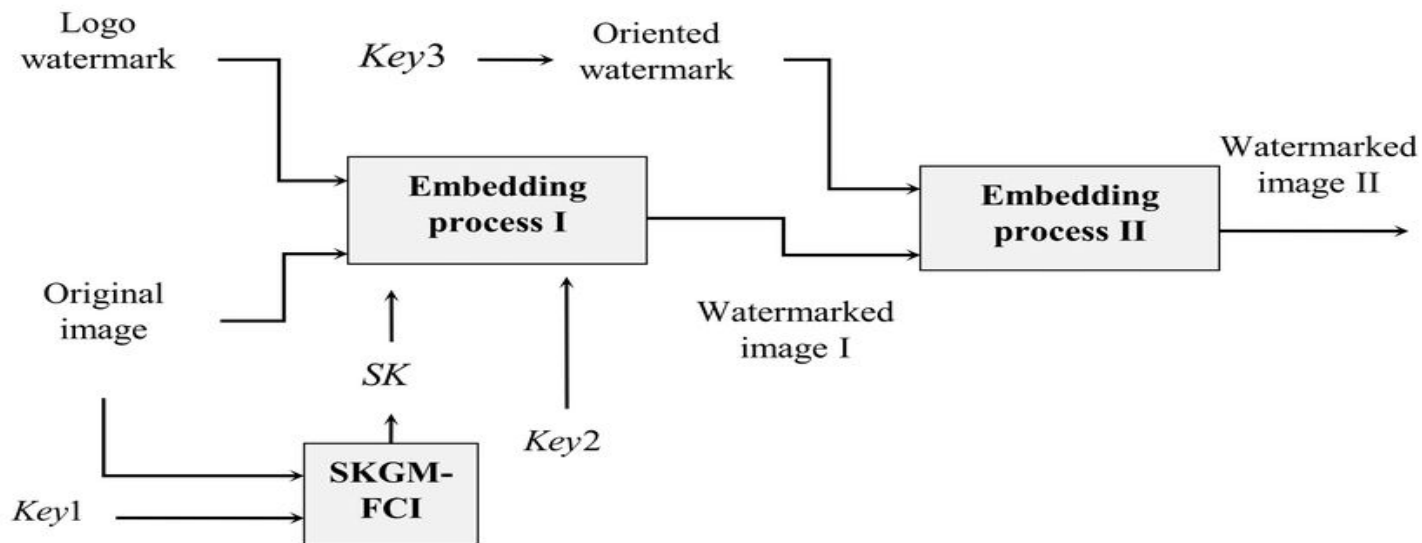 Logo
watermark
Key3
Oriented
watermark
Embedding
process I
Embedding
process II
Watermarked
image II
Original
image
Watermarked
image I
SK
Key2
SKGM-
FCI
Key1